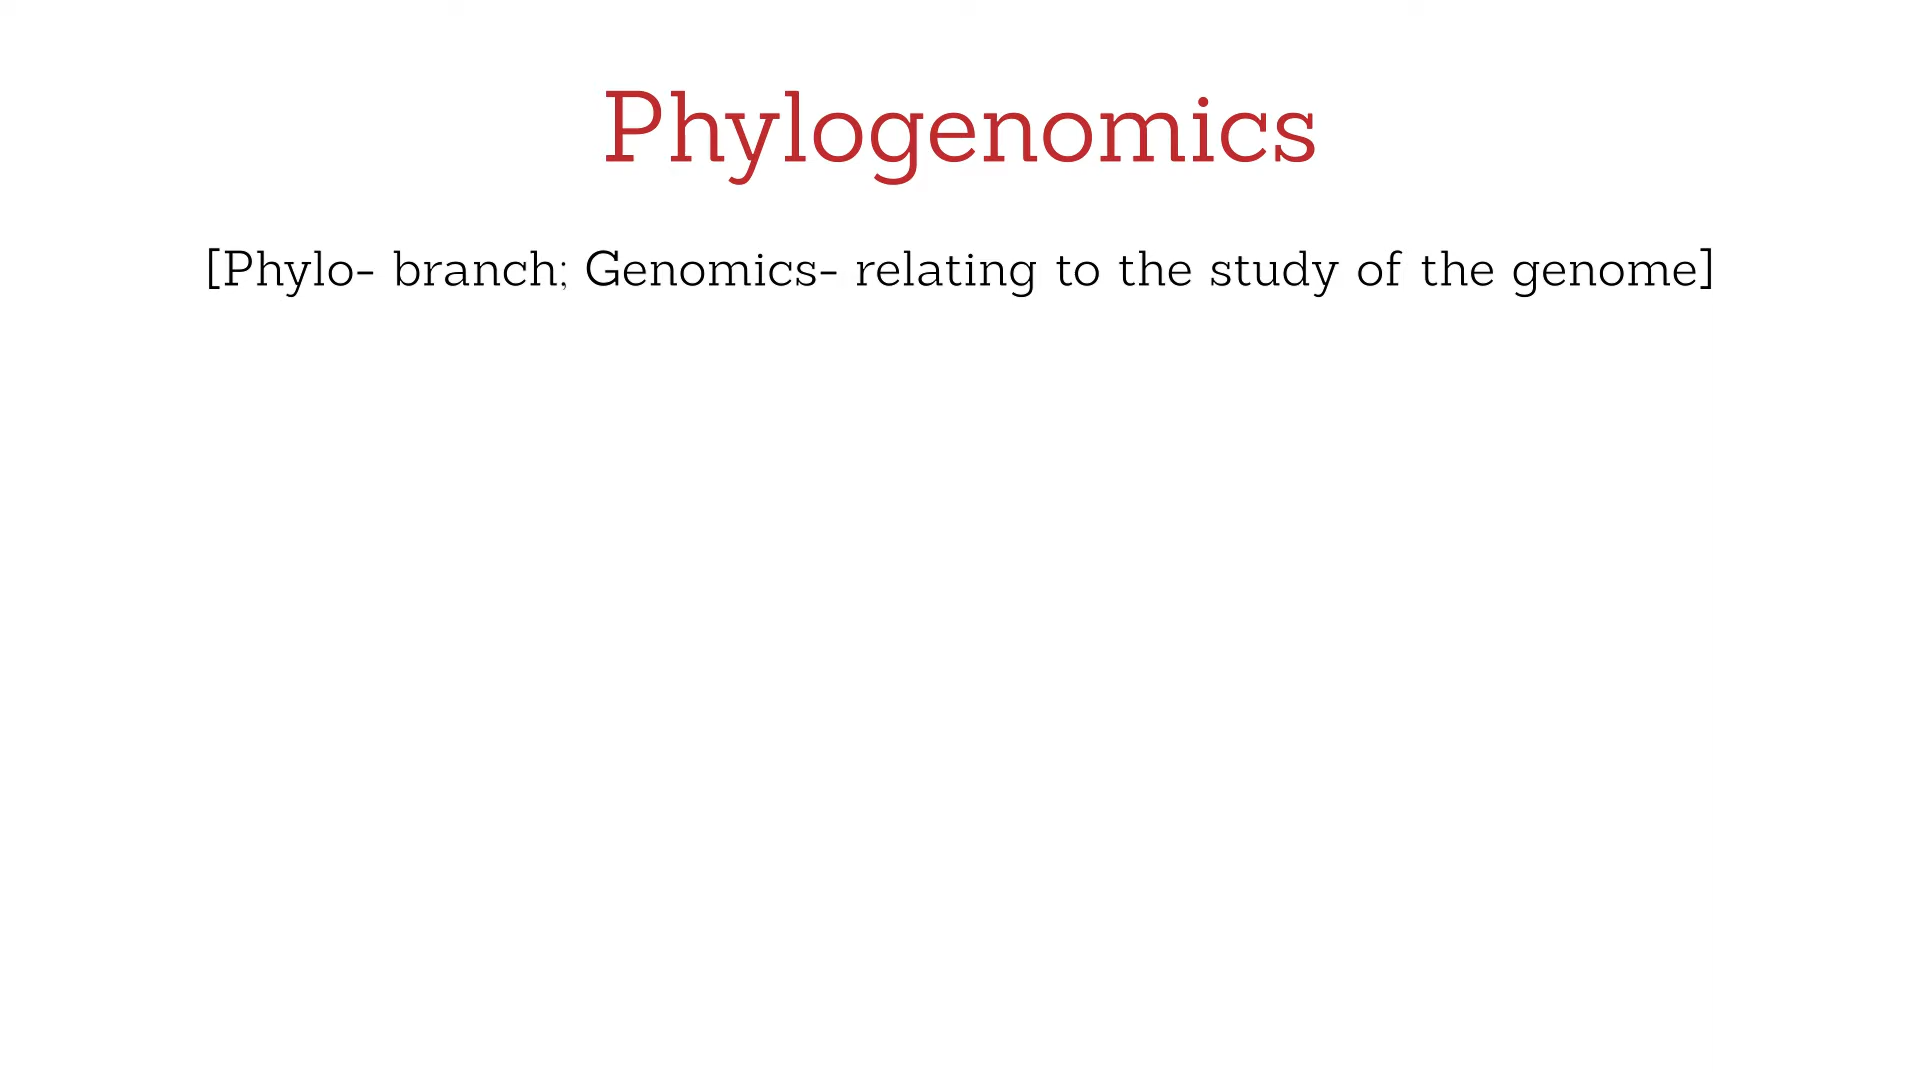 Phylogenomics
[Phylo- branch; Genomics- relating to the study of the genome]